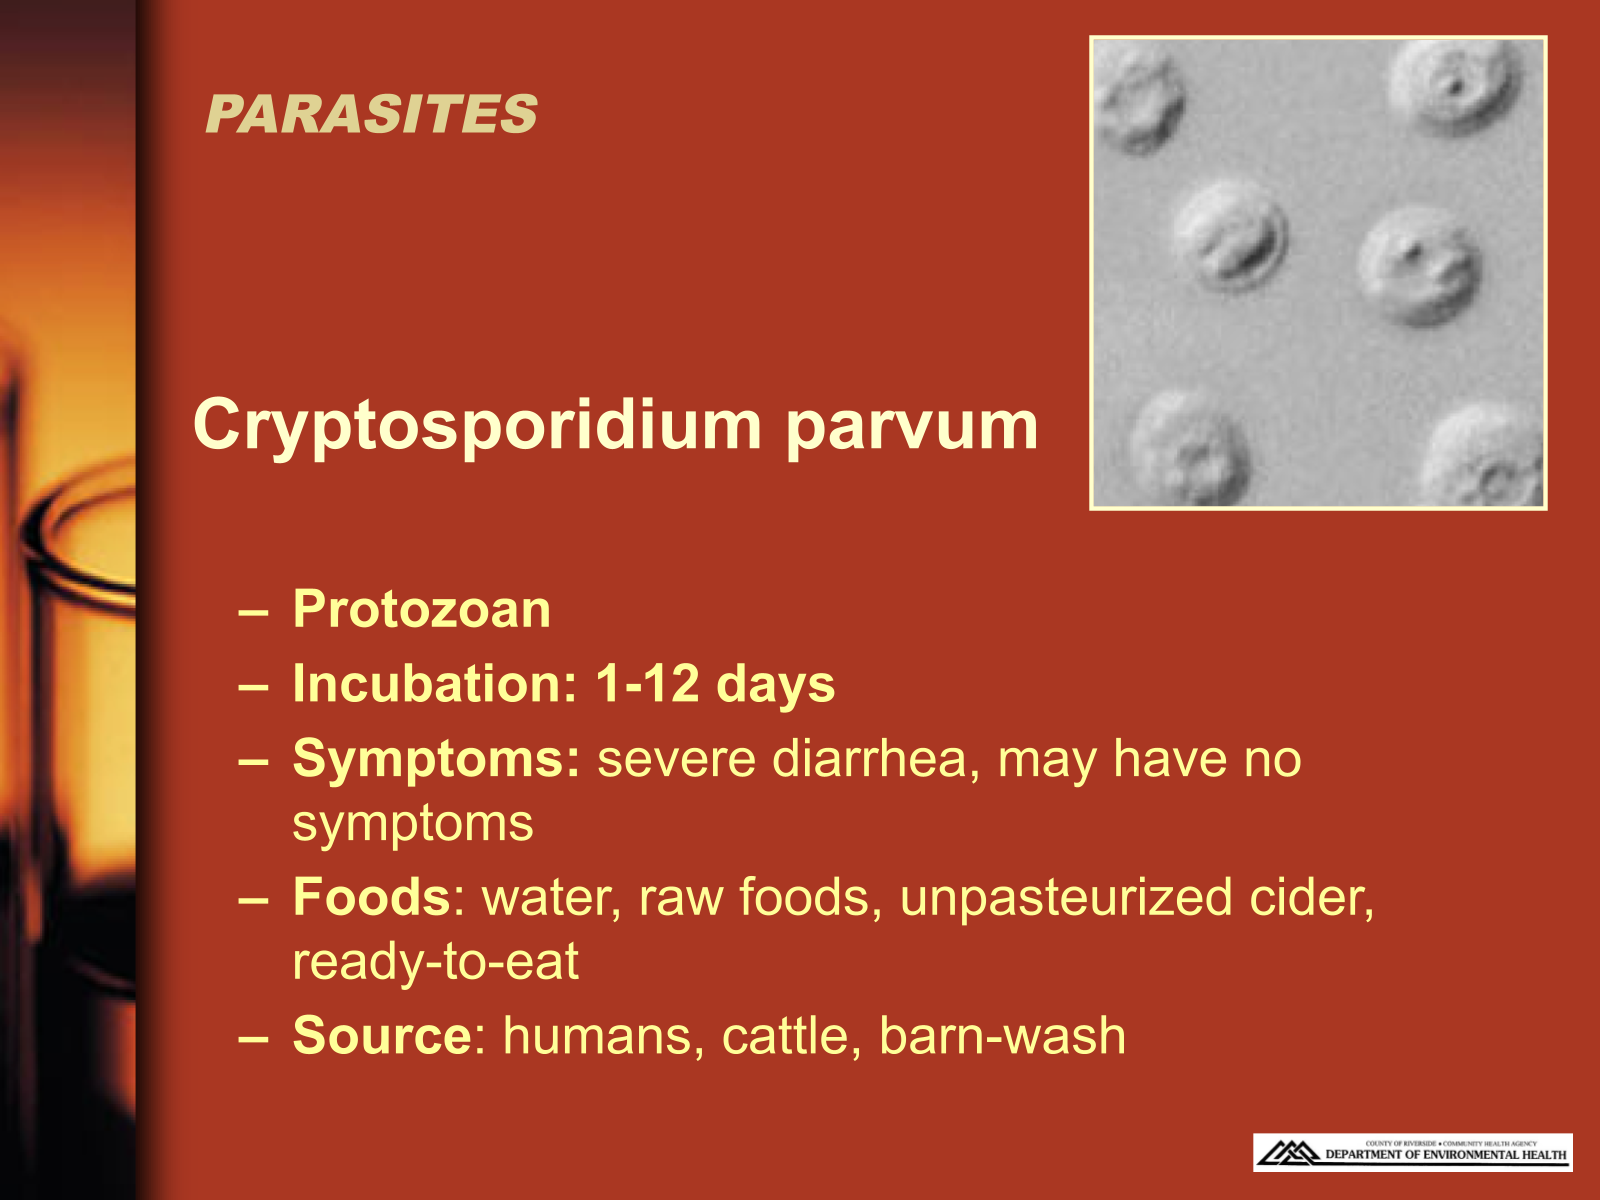 PARASITES
Cryptosporidium parvum
– Protozoan
– Incubation: 1-12 days
– Symptoms: severe diarrhea, may have no
symptoms
– Foods: water, raw foods, unpasteurized cider,
ready-to-eat
– Source: humans, cattle, barn-wash
COUNTY OF RIVERSIDE • COMMUNITY HEALTH AGENCY
DEPARTMENT OF ENVIRONMENTAL HEALTH